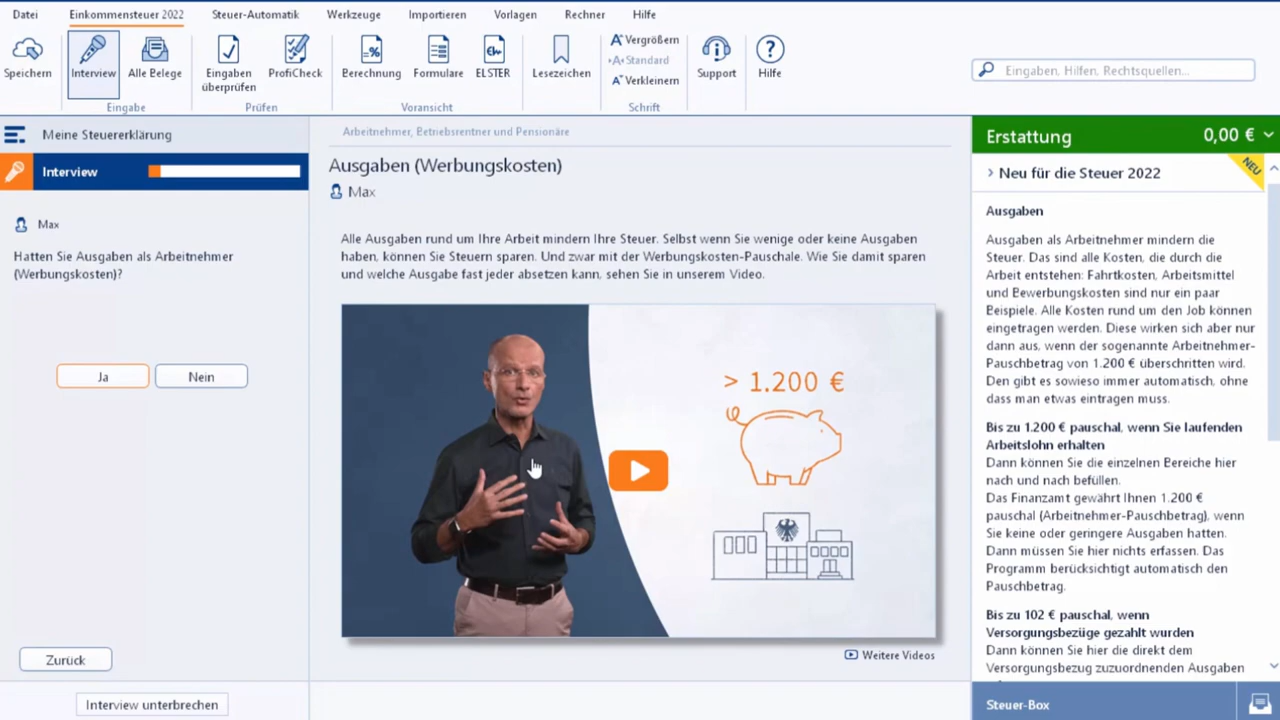 Datei Einkommensteuer 2022 Steuer-Automatik Werkzeuge Importieren Vorlagen Rechner Hilfe
Speichern Interview Alle Belege Eingaben überprüfen ProfiCheck Berechnung Formulare ELSTER Lesezeichen
Vergrößern
Standard
Verkleinern
Support Hilfe
Eingaben, Hilfen, Rechtsquellen...
Eingabe Prüfen Voransicht Schrift
Meine Steuererklärung
Interview
Max
Hatten Sie Ausgaben als Arbeitnehmer
(Werbungskosten)?
Ja Nein
Zurück
Interview unterbrechen
Arbeitnehmer, Betriebsrentner und Pensionäre
Ausgaben (Werbungskosten)
Max
Alle Ausgaben rund um Ihre Arbeit mindern Ihre Steuer. Selbst wenn Sie wenige oder keine Ausgaben
haben, können Sie Steuern sparen. Und zwar mit der Werbungskosten-Pauschale. Wie Sie damit sparen
und welche Ausgabe fast jeder absetzen kann, sehen Sie in unserem Video.
> 1.200 €
Weitere Videos
Erstattung 0,00 €
Neu für die Steuer 2022
NEU
Ausgaben
Ausgaben als Arbeitnehmer mindern die
Steuer. Das sind alle Kosten, die durch die
Arbeit entstehen: Fahrtkosten, Arbeitsmittel
und Bewerbungskosten sind nur ein paar
Beispiele. Alle Kosten rund um den Job können
eingetragen werden. Diese wirken sich aber nur
dann aus, wenn der sogenannte Arbeitnehmer-
Pauschbetrag von 1.200 € überschritten wird.
Den gibt es sowieso immer automatisch, ohne
dass man etwas eintragen muss.
Bis zu 1.200 € pauschal, wenn Sie laufenden
Arbeitslohn erhalten
Dann können Sie die einzelnen Bereiche hier
nach und nach befüllen.
Das Finanzamt gewährt Ihnen 1.200 €
pauschal (Arbeitnehmer-Pauschbetrag), wenn
Sie keine oder geringere Ausgaben hatten.
Dann müssen Sie hier nichts erfassen. Das
Programm berücksichtigt automatisch den
Pauschbetrag.
Bis zu 102 € pauschal, wenn
Versorgungsbezüge gezahlt wurden
Dann können Sie hier die direkt dem
Versorgungsbezug zuzuordnenden Ausgaben
Steuer-Box